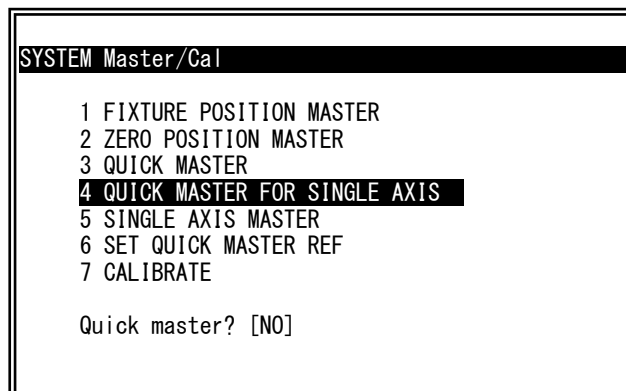 SYSTEM Master/Cal
1 FIXTURE POSITION MASTER
2 ZERO POSITION MASTER
3 QUICK MASTER
4 QUICK MASTER FOR SINGLE AXIS
5 SINGLE AXIS MASTER
6 SET QUICK MASTER REF
7 CALIBRATE
Quick master? [NO]